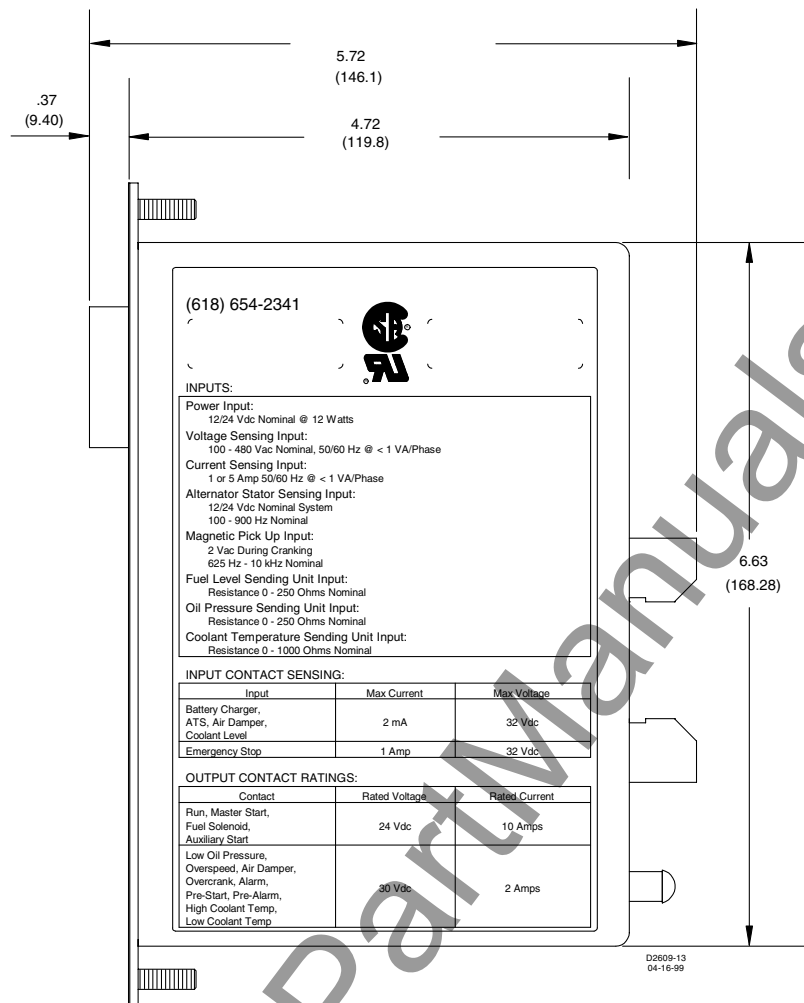 5.72
(146.1)
.37
(9.40)
4.72
(119.8)
(618) 654-2341
SA
®
UR
®
INPUTS:
Power Input:
12/24 Vdc Nominal @ 12 Watts
Voltage Sensing Input:
100 - 480 Vac Nominal, 50/60 Hz @ < 1 VA/Phase
Current Sensing Input:
1 or 5 Amp 50/60 Hz @ < 1 VA/Phase
Alternator Stator Sensing Input:
12/24 Vdc Nominal System
100 - 900 Hz Nominal
Magnetic Pick Up Input:
2 Vac During Cranking
625 Hz - 10 kHz Nominal
Fuel Level Sending Unit Input:
Resistance 0 - 250 Ohms Nominal
Oil Pressure Sending Unit Input:
Resistance 0 - 250 Ohms Nominal
Coolant Temperature Sending Unit Input:
Resistance 0 - 1000 Ohms Nominal
6.63
(168.28)
INPUT CONTACT SENSING:
Input Max Current Max Voltage
Battery Charger,
ATS, Air Damper, 2 mA 32 Vdc
Coolant Level
Emergency Stop 1 Amp 32 Vdc
OUTPUT CONTACT RATINGS:
Contact Rated Voltage Rated Current
Run, Master Start,
Fuel Solenoid, 24 Vdc 10 Amps
Auxiliary Start
Low Oil Pressure,
Overspeed, Air Damper,
Overcrank, Alarm, 30 Vdc 2 Amps
Pre-Start, Pre-Alarm,
High Coolant Temp,
Low Coolant Temp
D2609-13
04-16-99
PartManuals